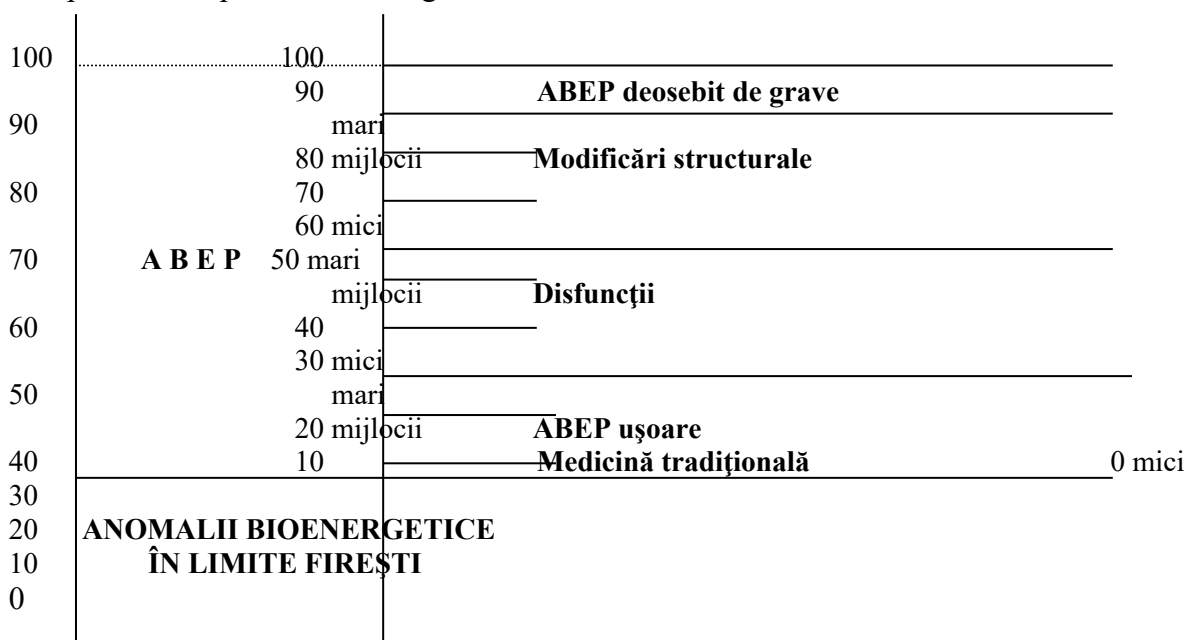 100 100
90 ABEP deosebit de grave
90 mari
80 mijlocii Modificări structurale
80 70
60 mici
70 A B E P 50 mari
mijlocii Disfuncţii
60 40
30 mici
50 mari
20 mijlocii ABEP uşoare
40 10 Medicină tradiţională 0 mici
30
20 ANOMALII BIOENERGETICE
10 ÎN LIMITE FIREŞTI
0